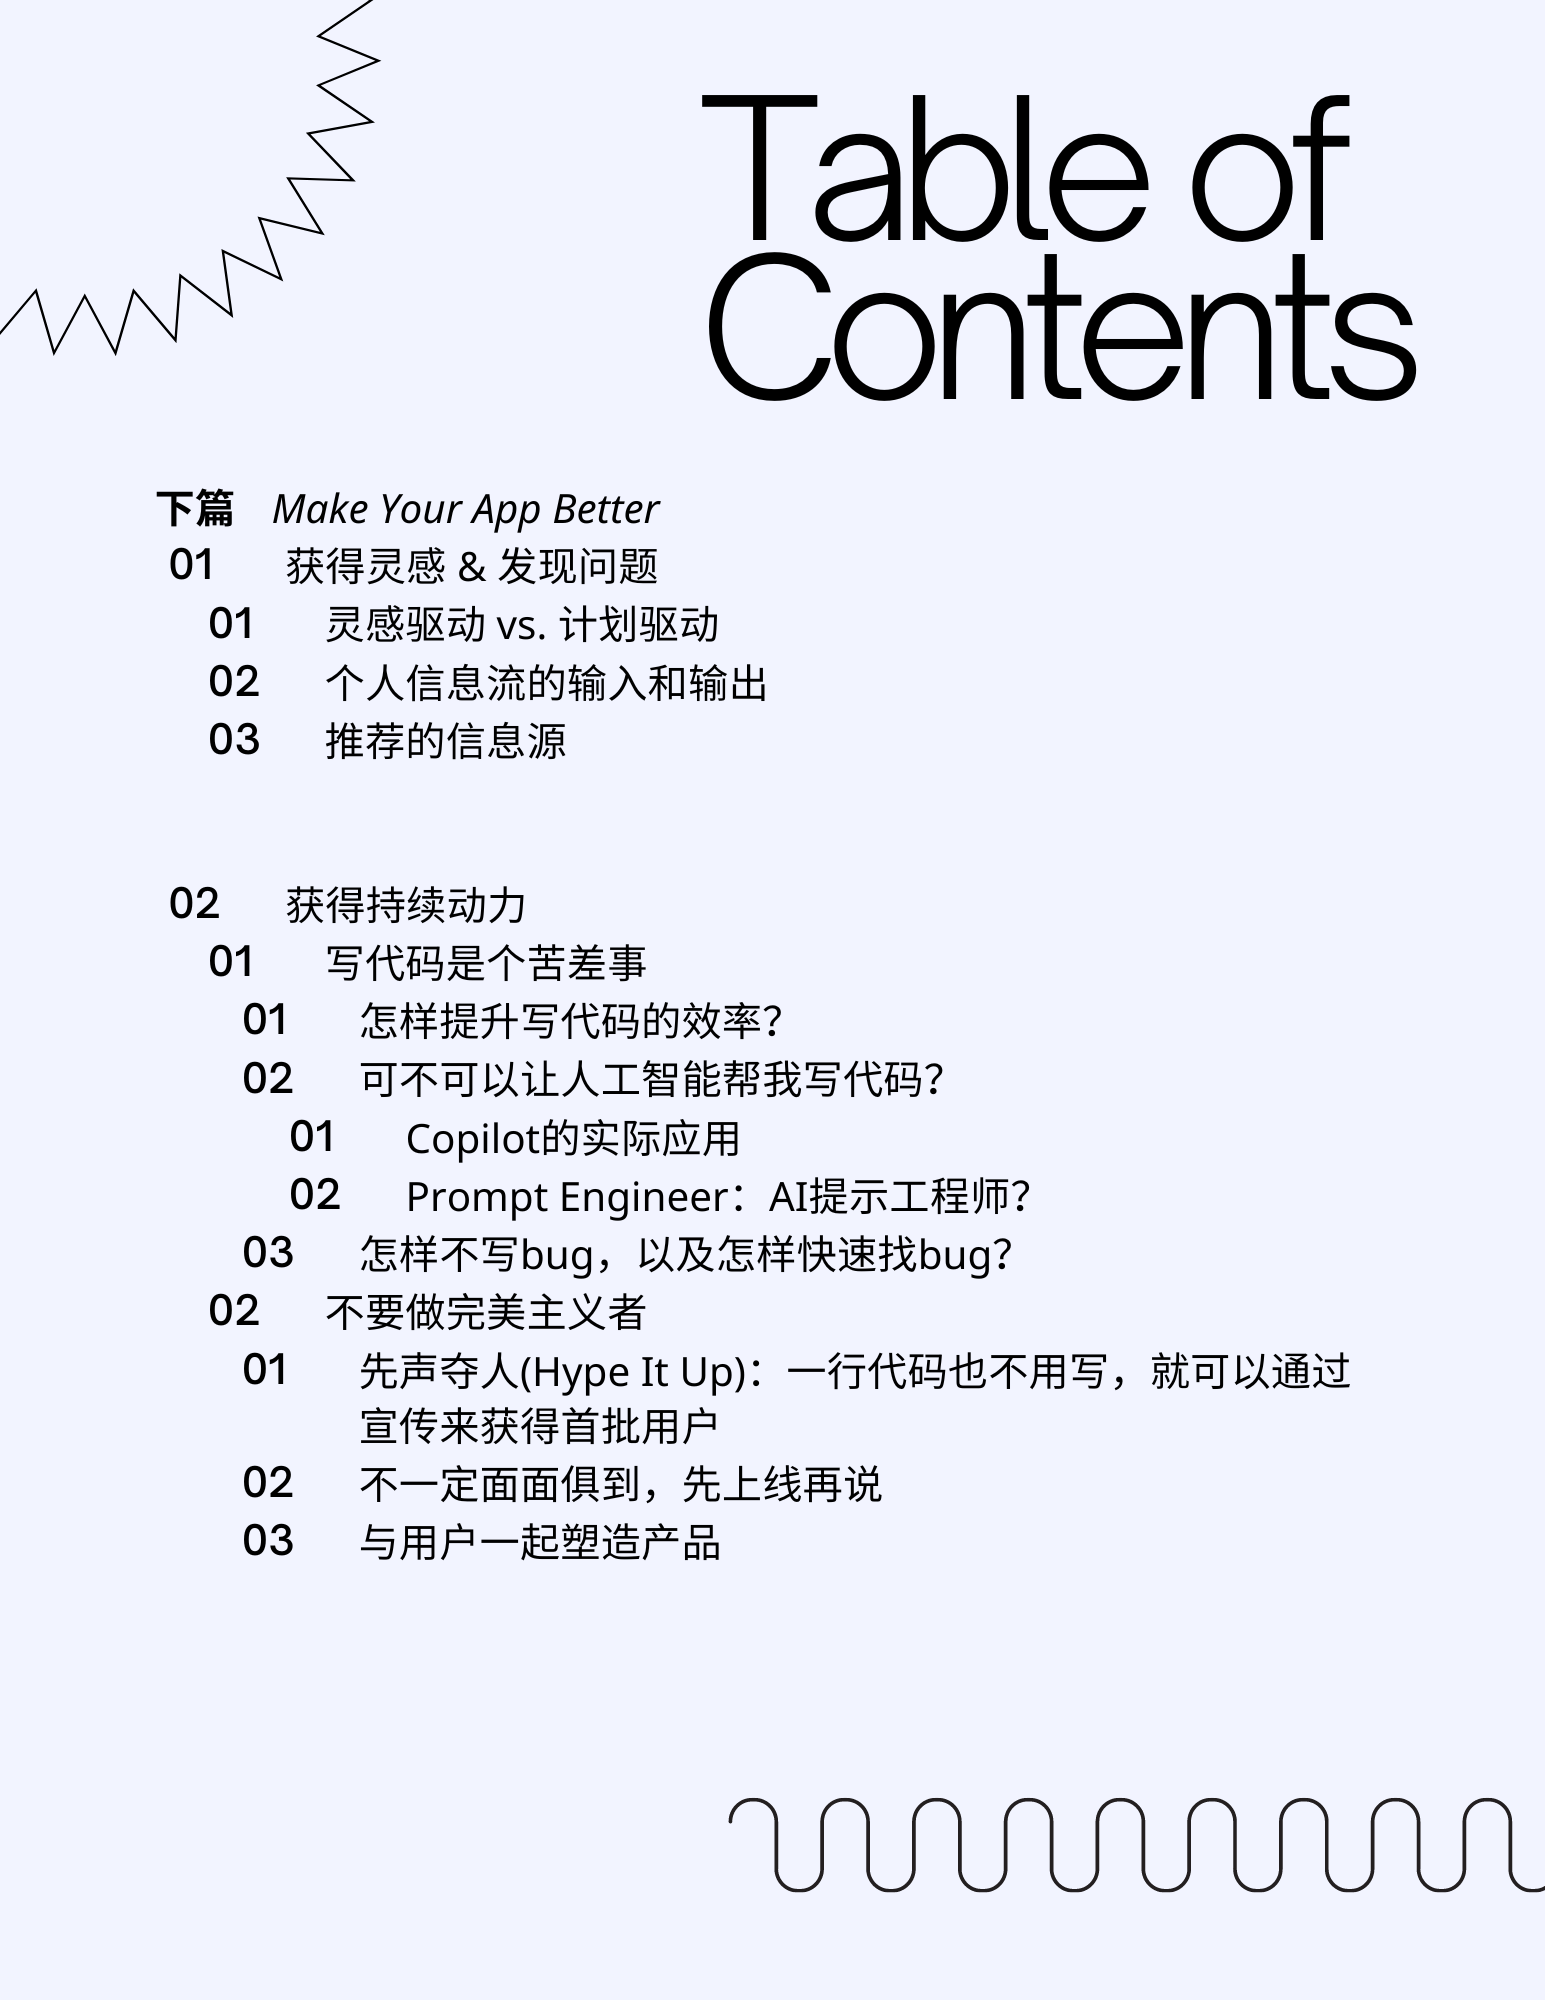 Table of
Contents
下篇 Make Your App Better
01 获得灵感 & 发现问题
01 灵感驱动 vs. 计划驱动
02 个人信息流的输入和输出
03 推荐的信息源
02 获得持续动力
01 写代码是个苦差事
01 怎样提升写代码的效率？
02 可不可以让人工智能帮我写代码？
01 Copilot的实际应用
02 Prompt Engineer：AI提示工程师？
03 怎样不写bug，以及怎样快速找bug？
02 不要做完美主义者
01 先声夺人(Hype It Up)：一行代码也不用写，就可以通过
宣传来获得首批用户
02 不一定面面俱到，先上线再说
03 与用户一起塑造产品